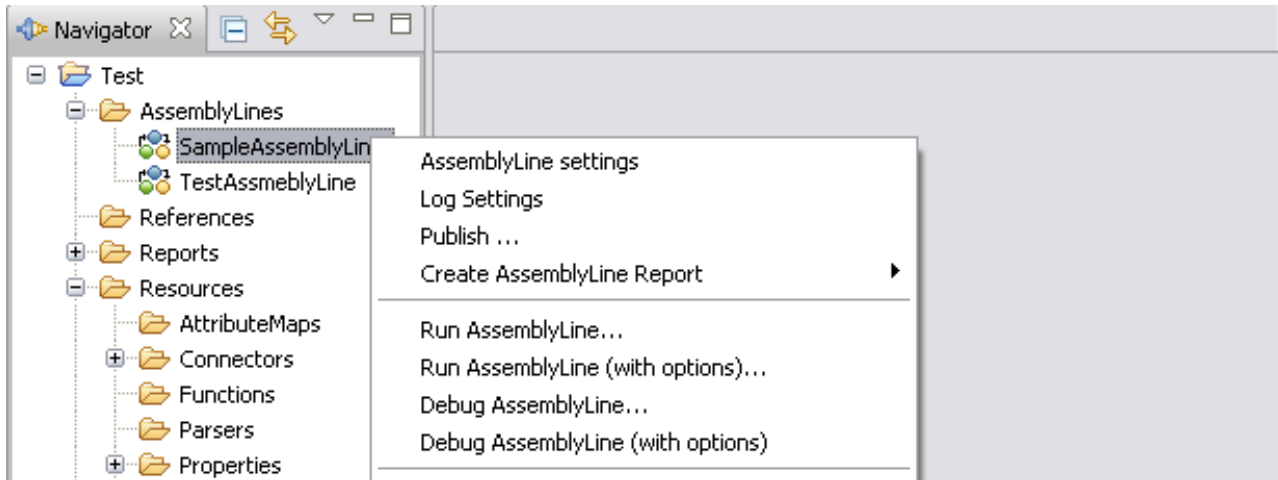 Navigator
Test
AssemblyLines
SampleAssemblyLin
TestAssmeblyLine
References
Reports
Resources
AttributeMaps
Connectors
Functions
Parsers
Properties
AssemblyLine settings
Log Settings
Publish ...
Create AssemblyLine Report
Run AssemblyLine...
Run AssemblyLine (with options)...
Debug AssemblyLine...
Debug AssemblyLine (with options)